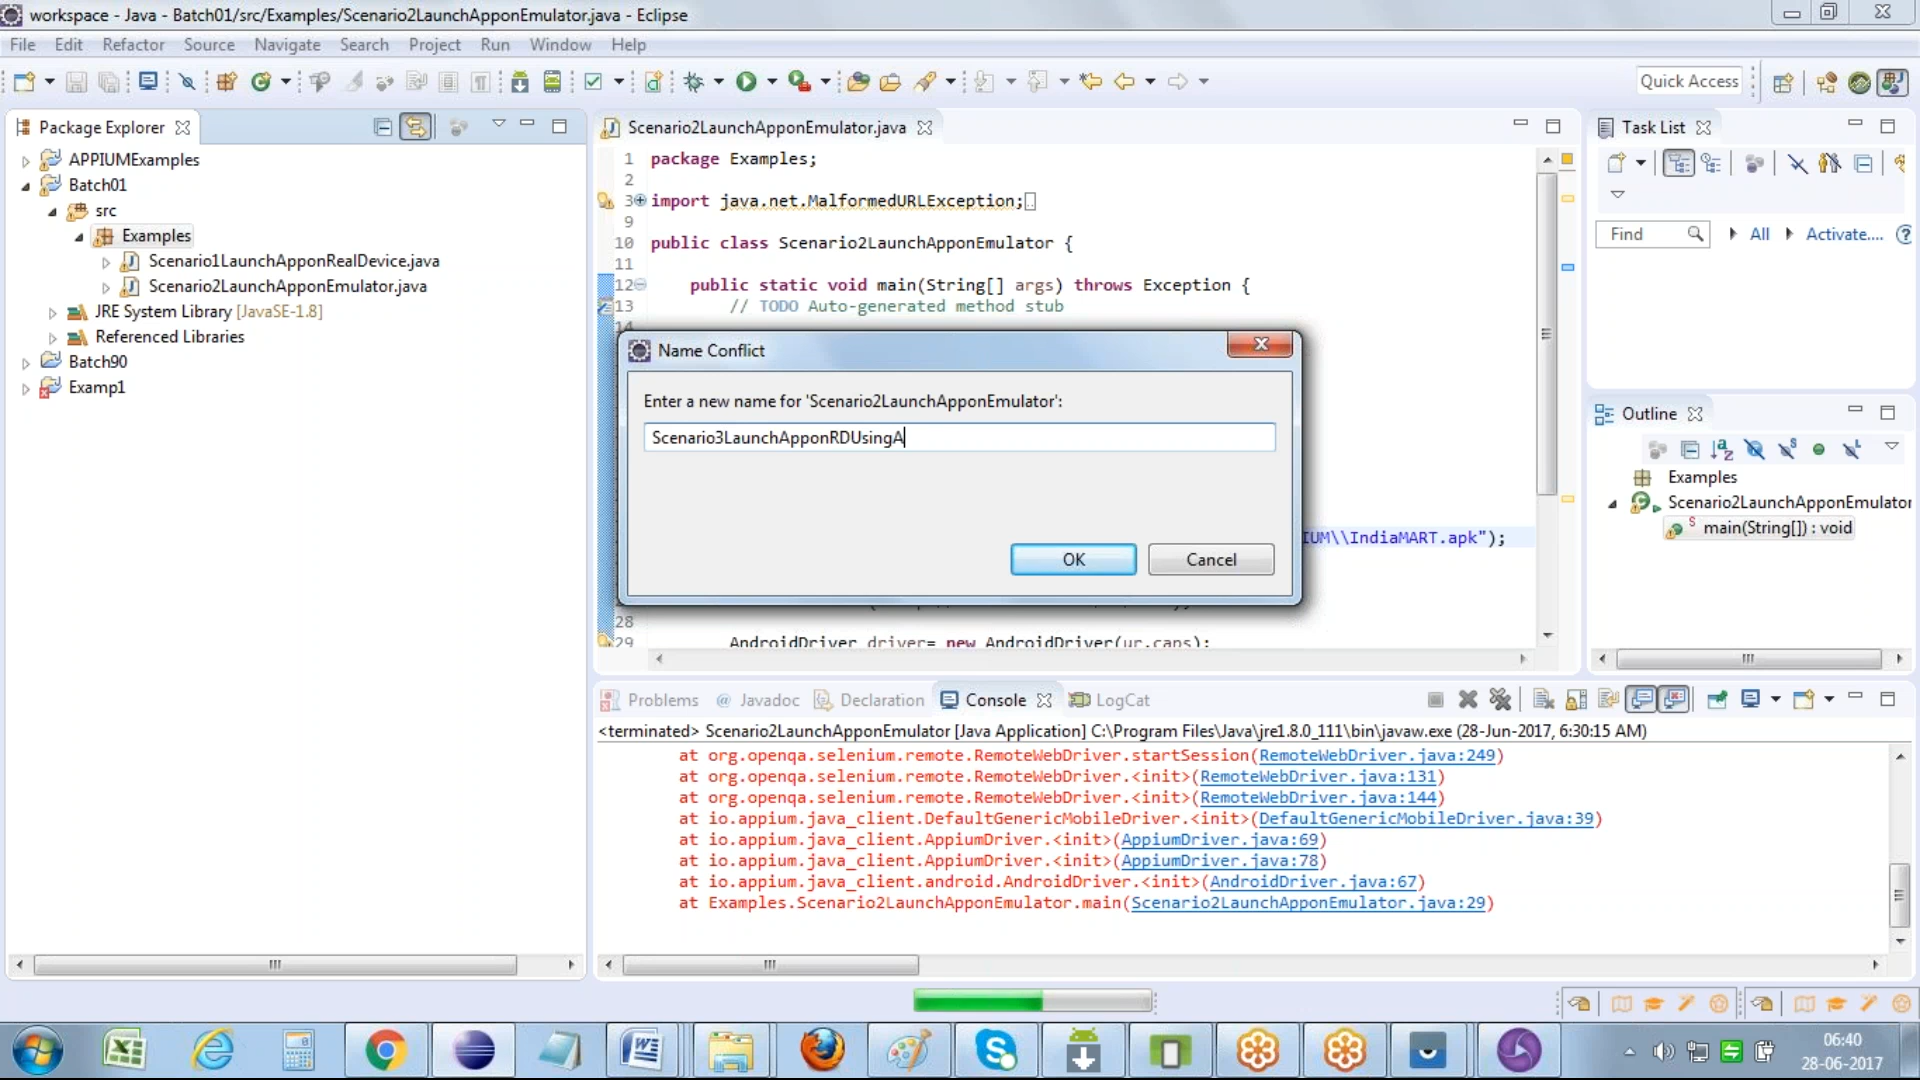 workspace - Java - Batch01/src/Examples/Scenario2LaunchApponEmulator.java - Eclipse
File Edit Refactor Source Navigate Search Project Run Window Help
Quick Access
Package Explorer
APPIUMExamples
Batch01
src
Examples
Scenario1LaunchApponRealDevice.java
Scenario2LaunchApponEmulator.java
JRE System Library [JavaSE-1.8]
Referenced Libraries
Batch90
Examp1
Scenario2LaunchApponEmulator.java
1 package Examples;
2
3 import java.net.MalformedURLException;
9
10 public class Scenario2LaunchApponEmulator {
11
12 public static void main(String[] args) throws Exception {
13 // TODO Auto-generated method stub
14
Name Conflict
Enter a new name for 'Scenario2LaunchApponEmulator':
Scenario3LaunchApponRDUsingA
OK Cancel
IUM\\IndiaMART.apk");
28
29 AndroidDriver driver= new AndroidDriver(ur,caps);
Task List
Find All Activate....
Outline
Examples
Scenario2LaunchApponEmulator
main(String[]) : void
Problems Javadoc Declaration Console LogCat
<terminated> Scenario2LaunchApponEmulator [Java Application] C:\Program Files\Java\jre1.8.0_111\bin\javaw.exe (28-Jun-2017, 6:30:15 AM)
at org.openqa.selenium.remote.RemoteWebDriver.startSession(RemoteWebDriver.java:249)
at org.openqa.selenium.remote.RemoteWebDriver.<init>(RemoteWebDriver.java:131)
at org.openqa.selenium.remote.RemoteWebDriver.<init>(RemoteWebDriver.java:144)
at io.appium.java_client.DefaultGenericMobileDriver.<init>(DefaultGenericMobileDriver.java:39)
at io.appium.java_client.AppiumDriver.<init>(AppiumDriver.java:69)
at io.appium.java_client.AppiumDriver.<init>(AppiumDriver.java:78)
at io.appium.java_client.android.AndroidDriver.<init>(AndroidDriver.java:67)
at Examples.Scenario2LaunchApponEmulator.main(Scenario2LaunchApponEmulator.java:29)
06:40
28-06-2017